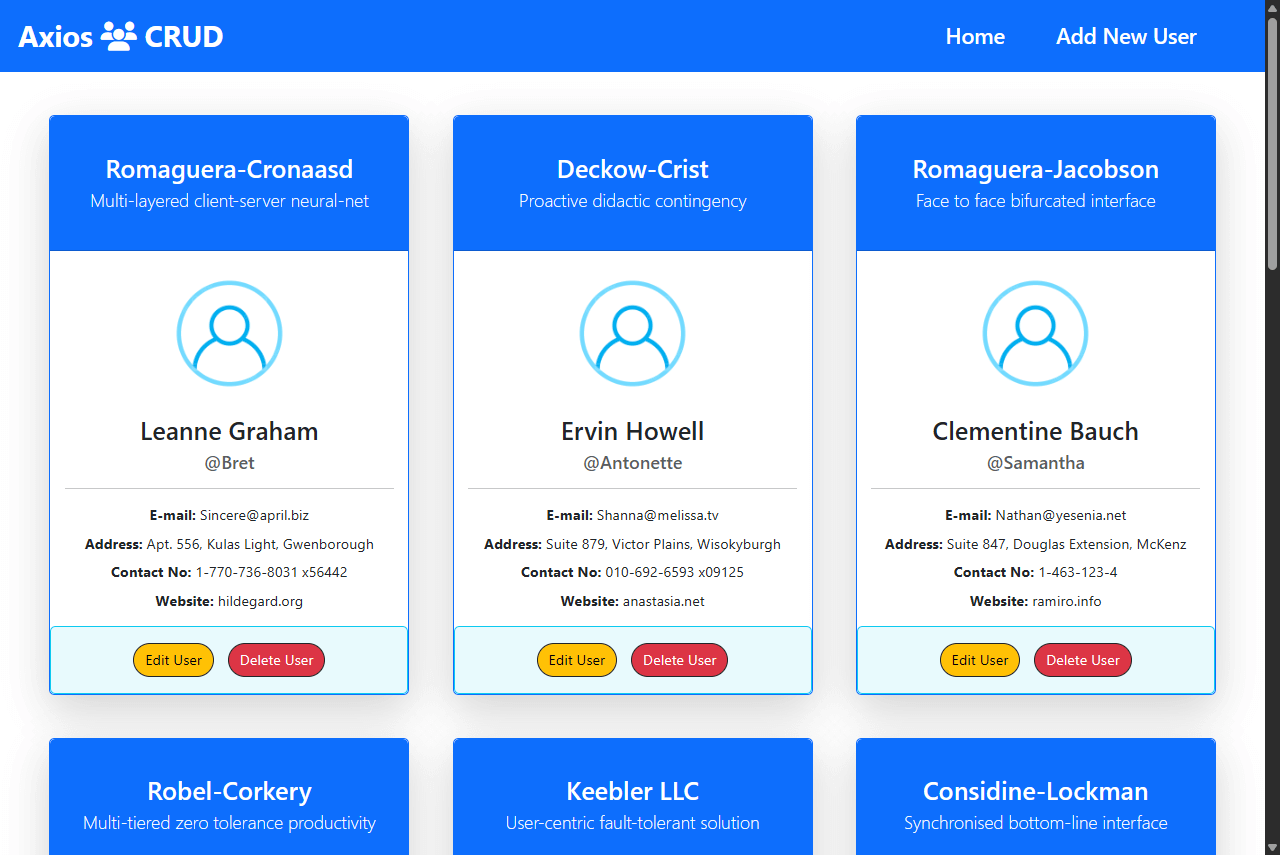 Axios CRUD
Home
Add New User
Romaguera-Cronaasd
Multi-layered client-server neural-net
Leanne Graham
@Bret
E-mail: Sincere@april.biz
Address: Apt. 556, Kulas Light, Gwenborough
Contact No: 1-770-736-8031 x56442
Website: hildegard.org
Edit User
Delete User
Deckow-Crist
Proactive didactic contingency
Ervin Howell
@Antonette
E-mail: Shanna@melissa.tv
Address: Suite 879, Victor Plains, Wisokyburgh
Contact No: 010-692-6593 x09125
Website: anastasia.net
Edit User
Delete User
Romaguera-Jacobson
Face to face bifurcated interface
Clementine Bauch
@Samantha
E-mail: Nathan@yesenia.net
Address: Suite 847, Douglas Extension, McKenz
Contact No: 1-463-123-4
Website: ramiro.info
Edit User
Delete User
Robel-Corkery
Multi-tiered zero tolerance productivity
Keebler LLC
User-centric fault-tolerant solution
Considine-Lockman
Synchronised bottom-line interface